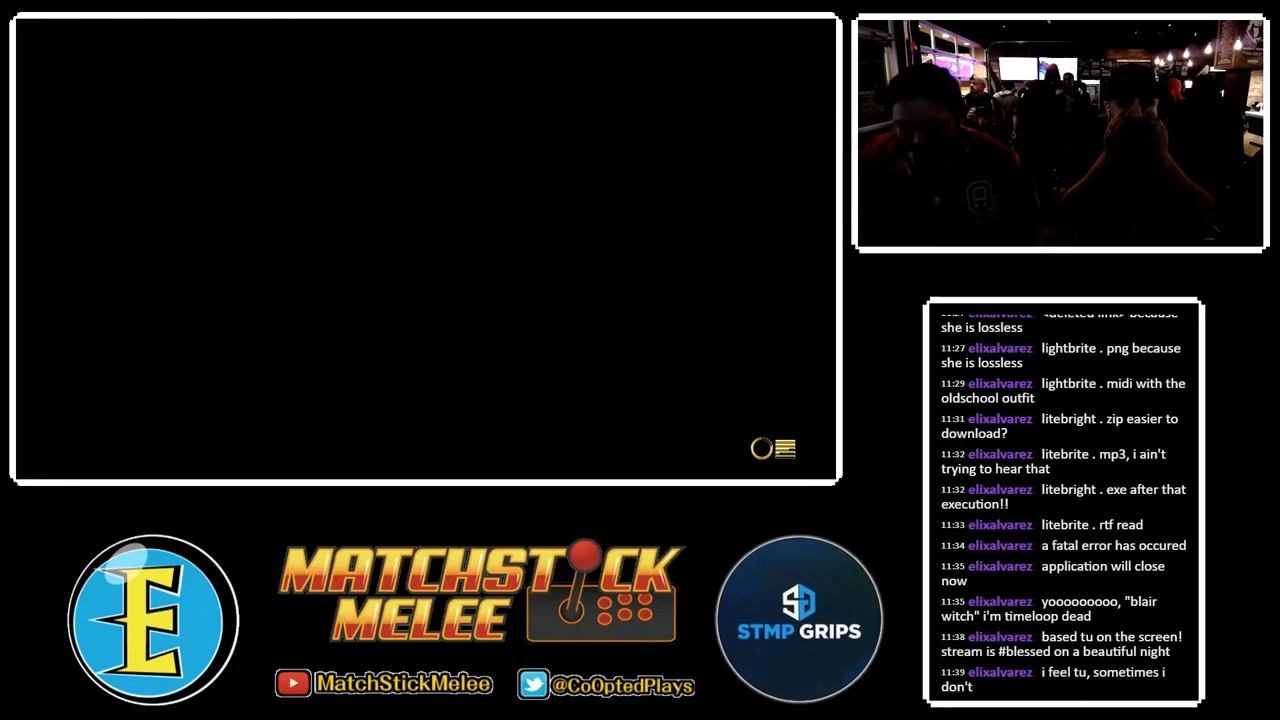 she is lossless
11:27 elixalvarez lightbrite . png because
she is lossless
11:29 elixalvarez lightbrite . midi with the
oldschool outfit
11:31 elixalvarez litebright . zip easier to
download?
11:32 elixalvarez litebrite . mp3, i ain't
trying to hear that
11:32 elixalvarez litebright . exe after that
execution!!
11:33 elixalvarez litebrite . rtf read
11:34 elixalvarez a fatal error has occured
11:35 elixalvarez application will close
now
11:35 elixalvarez yooooooooo, "blair
witch" i'm timeloop dead
11:38 elixalvarez based tu on the screen!
stream is #blessed on a beautiful night
11:39 elixalvarez i feel tu, sometimes i
don't
E
MATCHSTICK
MELEE
MatchStickMelee
@CoOptedPlays
SG
STMP GRIPS